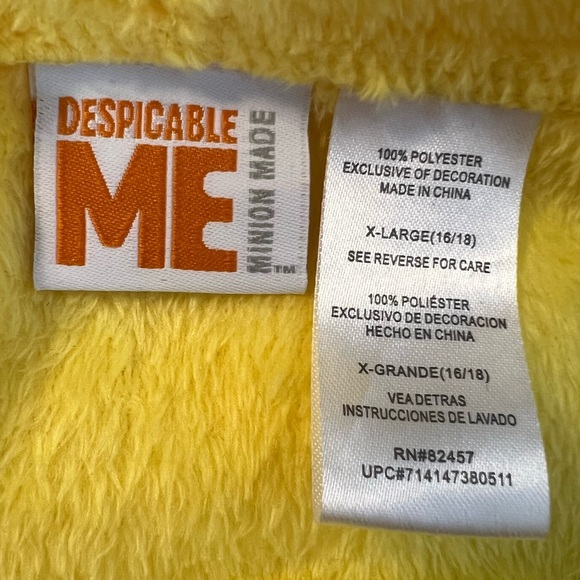 DESPICABLE
ME
MINION MADE
TM
100% POLYESTER
EXCLUSIVE OF DECORATION
MADE IN CHINA
X-LARGE(16/18)
SEE REVERSE FOR CARE
100% POLIÉSTER
EXCLUSIVO DE DECORACION
HECHO EN CHINA
X-GRANDE(16/18)
VEA DETRAS
INSTRUCCIONES DE LAVADO
RN#82457
UPC#714147380511